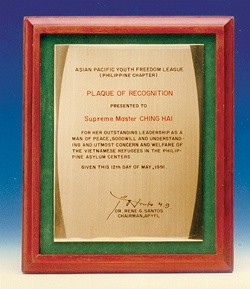 ASIAN PACIFIC YOUTH FREEDOM LEAGUE
(PHILIPPINE CHAPTER)
PLAQUE OF RECOGNITION
PRESENTED TO
Supreme Master CHING HAI
FOR HER OUTSTANDING LEADERSHIP AS A
MAN OF PEACE, GOODWILL AND UNDERSTAND-
ING AND UTMOST CONCERN AND WELFARE OF
THE VIETNAMESE REFUGEES IN THE PHILIP-
PINE ASYLUM CENTERS.
GIVEN THIS 12th DAY OF MAY, 1991.
DR. RENE G. SANTOS
CHAIRMAN, APYFL